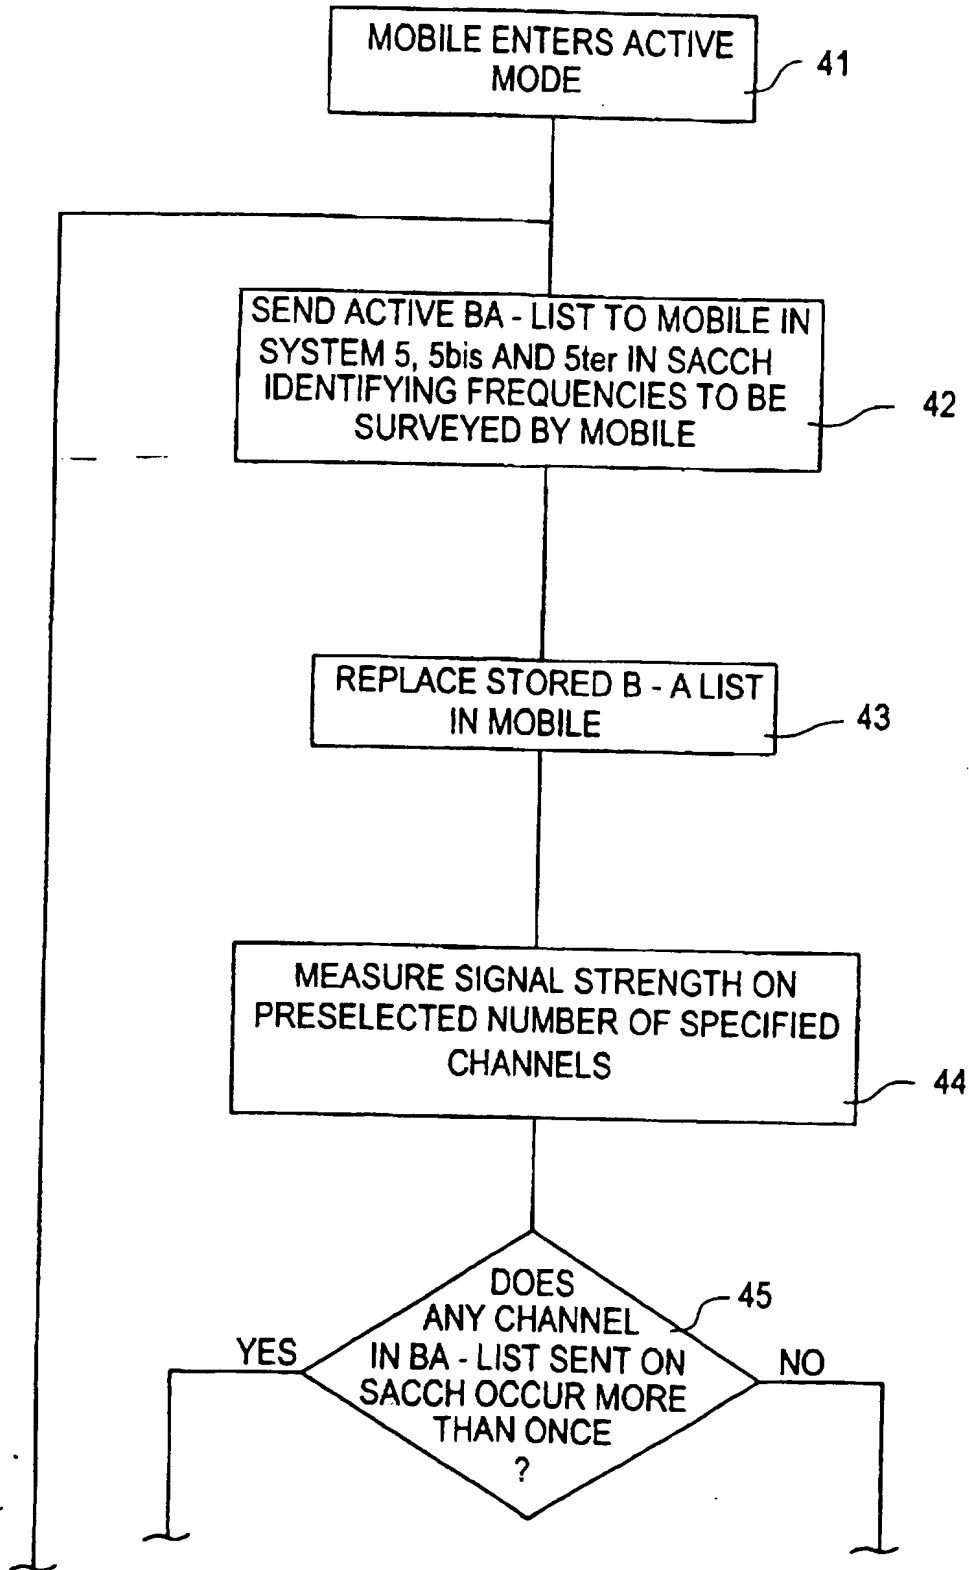 MOBILE ENTERS ACTIVE
MODE
41
SEND ACTIVE BA - LIST TO MOBILE IN
SYSTEM 5, 5bis AND 5ter IN SACCH
IDENTIFYING FREQUENCIES TO BE
SURVEYED BY MOBILE
42
REPLACE STORED B - A LIST
IN MOBILE
43
MEASURE SIGNAL STRENGTH ON
PRESELECTED NUMBER OF SPECIFIED
CHANNELS
44
DOES
ANY CHANNEL
IN BA - LIST SENT ON
SACCH OCCUR MORE
THAN ONCE
?
45
YES
NO